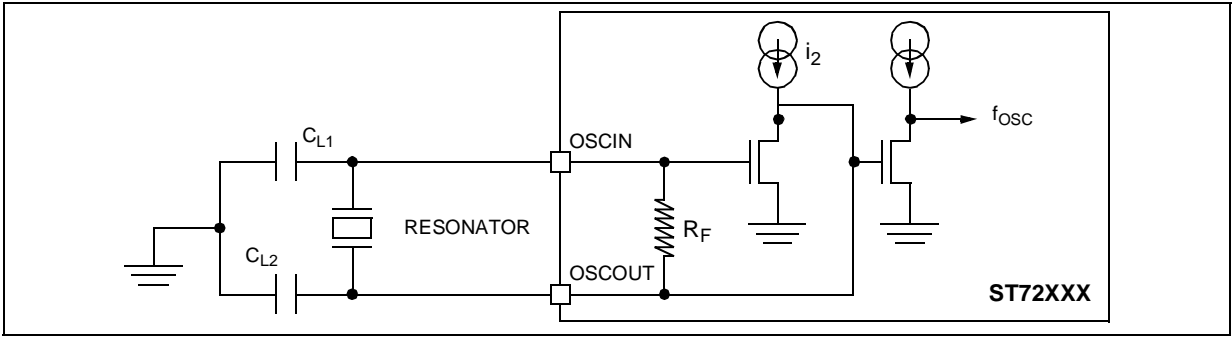 i2
fOSC
CL1
OSCIN
RESONATOR
RF
CL2
OSCOUT
ST72XXX